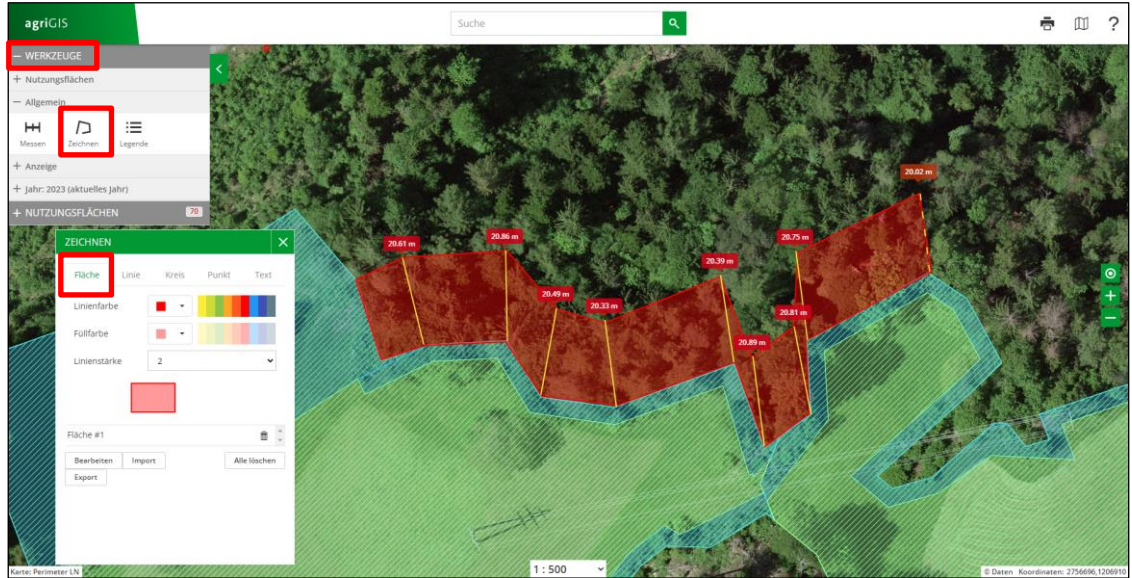 agriGIS
Suche
?
WERKZEUGE
Nutzungsflächen
Allgemein
Messen Zeichnen Legende
Anzeige
Jahr: 2023 (aktuelles Jahr)
NUTZUNGSFLÄCHEN 70
ZEICHNEN
Fläche Linie Kreis Punkt Text
Linienfarbe
Füllfarbe
Linienstärke 2
Fläche #1
Bearbeiten Import Alle löschen
Export
20.61 m
20.86 m
20.49 m
20.33 m
20.39 m
20.89 m
20.75 m
20.81 m
20.02 m
Karte: Perimeter LN
1 : 500
© Daten Koordinaten: 2756696,1206910